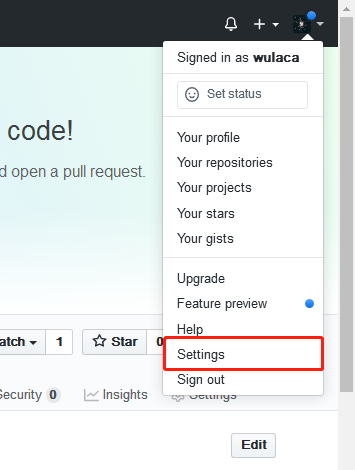 Signed in as wulaca
Set status
code!
d open a pull request.
Your profile
Your repositories
Your projects
Your stars
Your gists
Upgrade
Feature preview
Help
Settings
Sign out
atch 1 Star 0
Security 0 Insights Settings
Edit